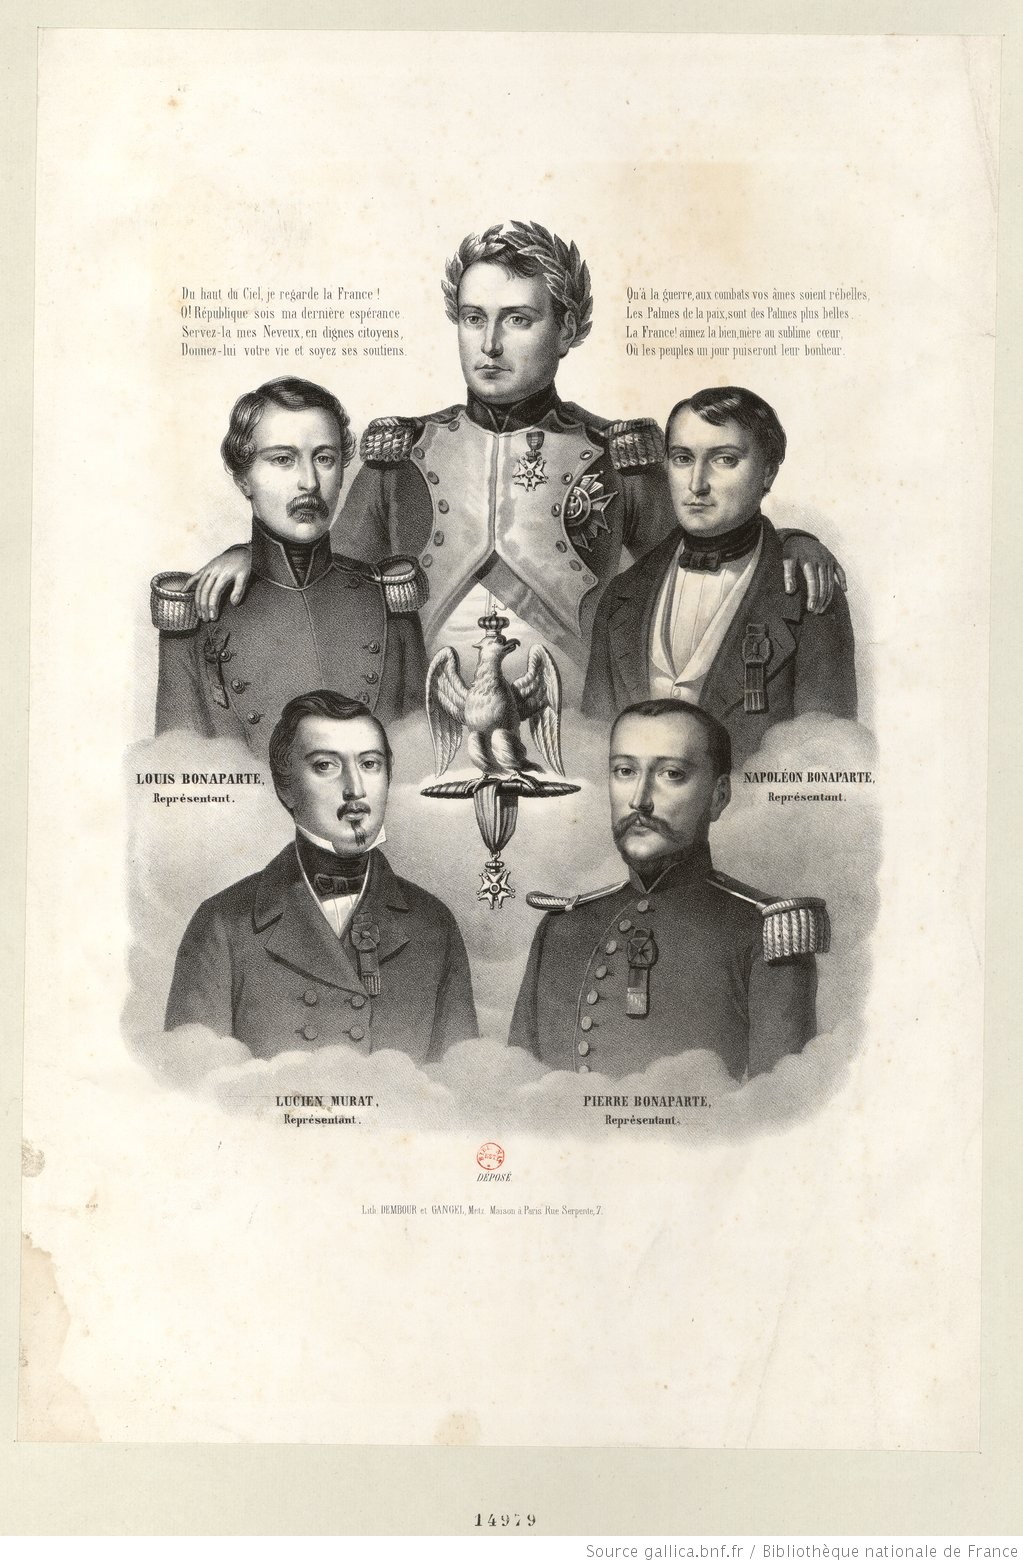 Du haut du Ciel, je regarde la France !
O! République sois ma dernière espérance.
Servez-la mes Neveux, en dignes citoyens,
Donnez-lui votre vie et soyez ses soutiens.
Qu'à la guerre, aux combats vos âmes soient rébelles,
Les Palmes de la paix, sont des Palmes plus belles.
La France! aimez la bien, mère au sublime cœur,
Où les peuples un jour puiseront leur bonheur.
LOUIS BONAPARTE,
Représentant.
NAPOLÉON BONAPARTE,
Représentant.
LUCIEN MURAT,
Représentant.
PIERRE BONAPARTE,
Représentant.
DÉPOSÉ.
Lith. DEMBOUR et GANGEL, Metz. Maison à Paris Rue Serpente, 7.
14979
Source gallica.bnf.fr / Bibliothèque nationale de France